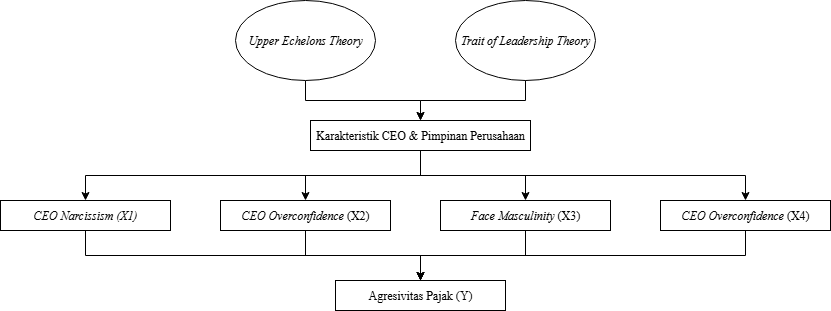 Upper Echelons Theory
Trait of Leadership Theory
Karakteristik CEO & Pimpinan Perusahaan
CEO Narcissism (X1)
CEO Overconfidence (X2)
Face Masculinity (X3)
CEO Overconfidence (X4)
Agresivitas Pajak (Y)